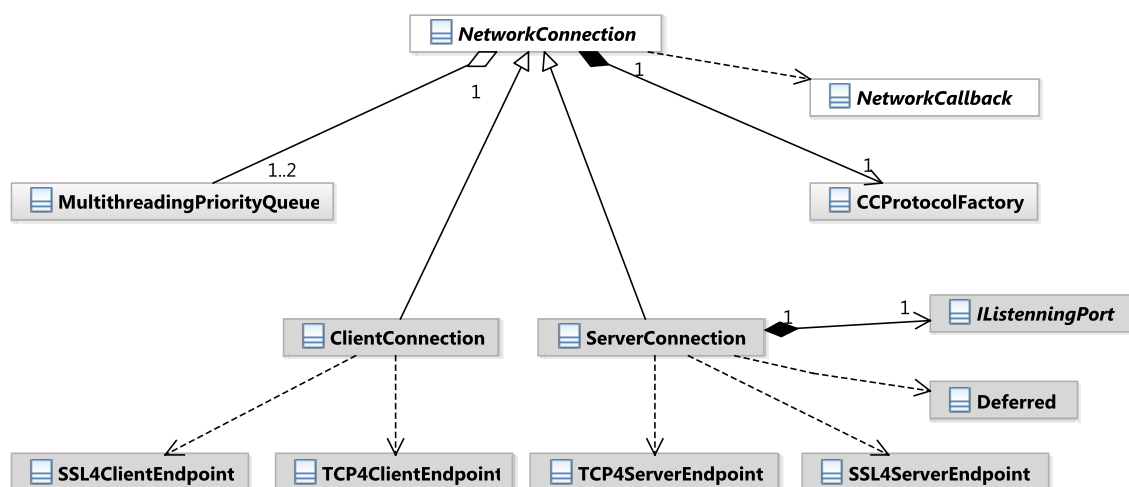 NetworkConnection
1
1
NetworkCallback
1..2
1
MultithreadingPriorityQueue
CCProtocolFactory
1
1
IListenningPort
ClientConnection
ServerConnection
Deferred
SSL4ClientEndpoint
TCP4ClientEndpoint
TCP4ServerEndpoint
SSL4ServerEndpoint